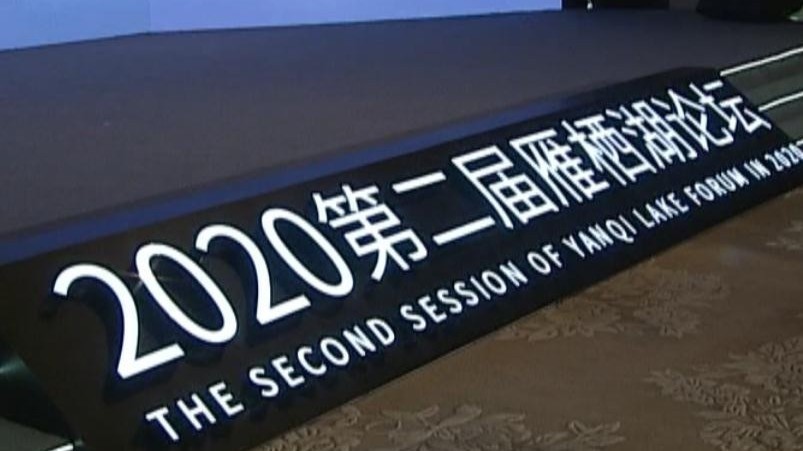 2020第二届雁栖湖论坛
THE SECOND SESSION OF YANQI LAKE FORUM IN 2020